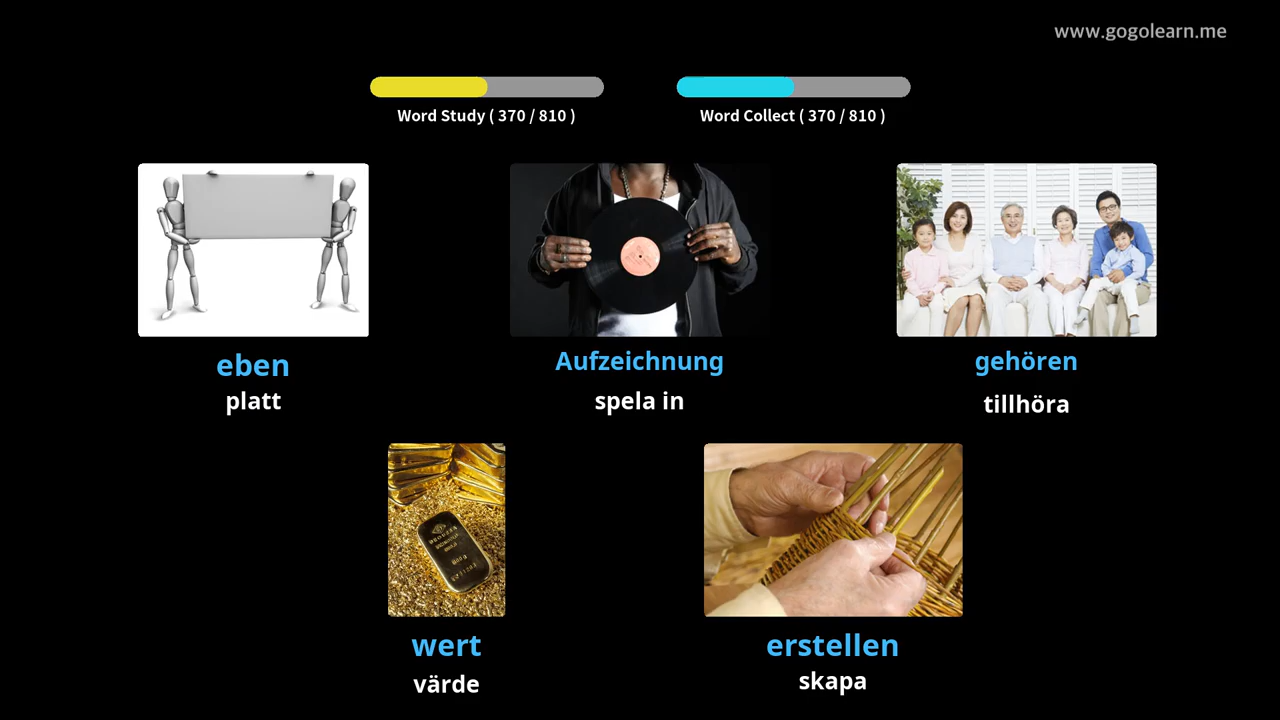 www.gogolearn.me
Word Study ( 370 / 810 )
Word Collect ( 370 / 810 )
eben
platt
Aufzeichnung
spela in
gehören
tillhöra
wert
värde
erstellen
skapa